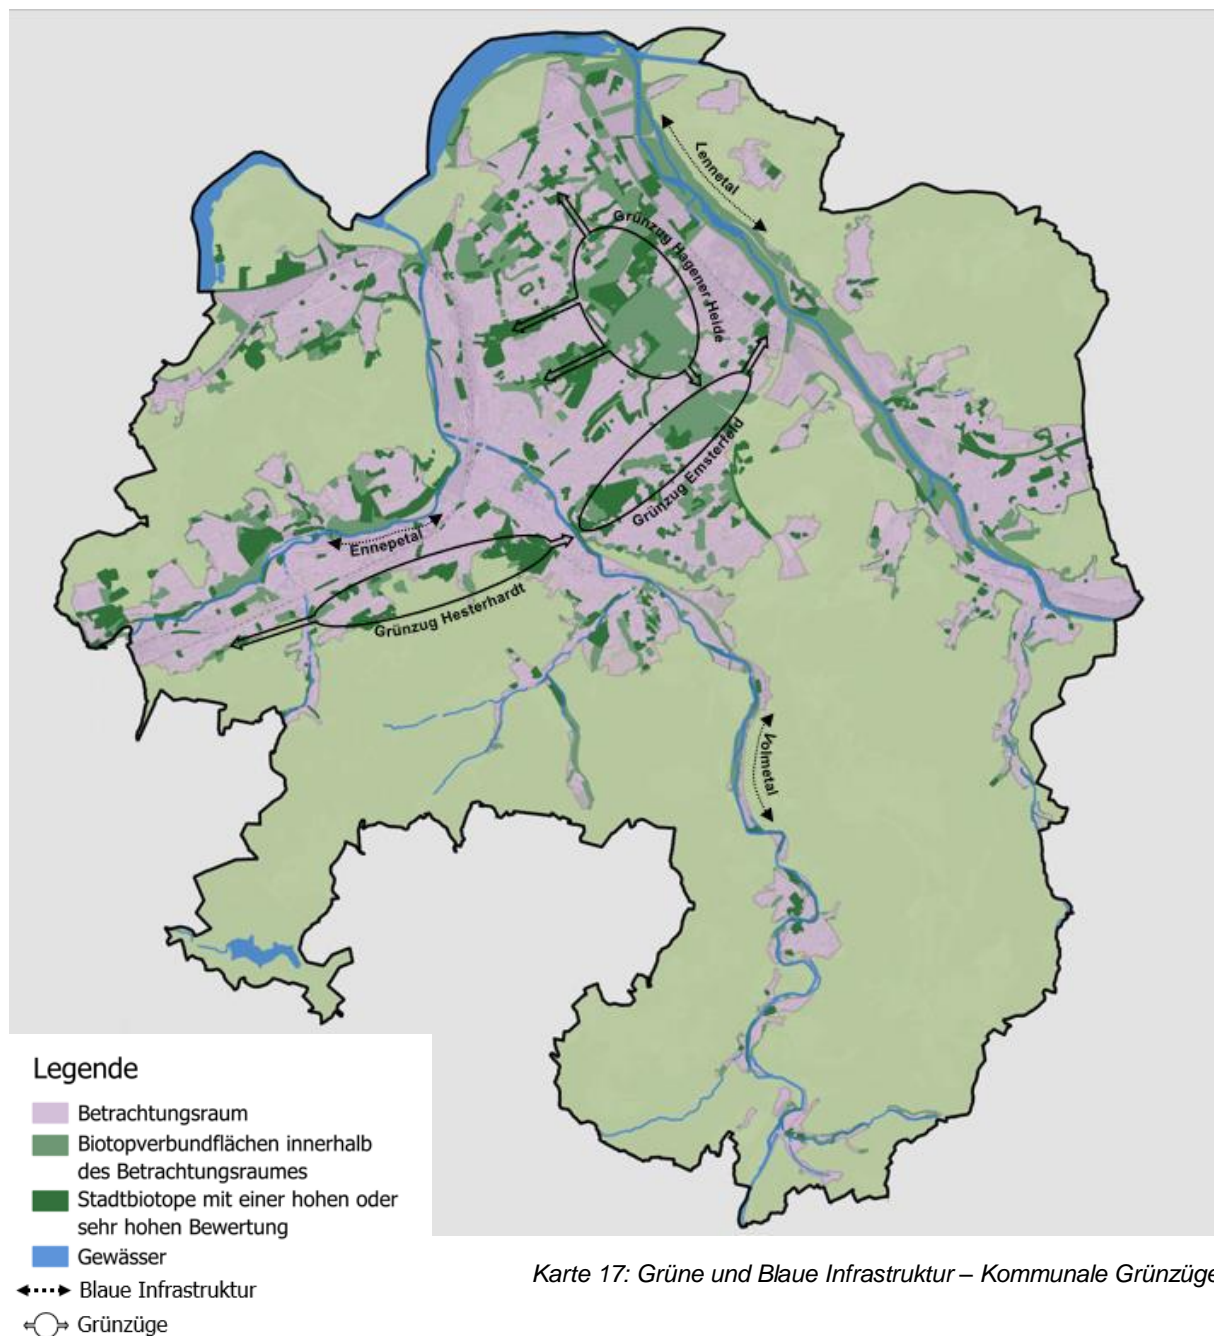 Lennetal
Grünzug Hagener Heide
Grünzug Emsterfeld
Ennepetal
Grünzug Hesterhardt
Volmetal
Legende
Betrachtungsraum
Biotopverbundflächen innerhalb
des Betrachtungsraumes
Stadtbiotope mit einer hohen oder
sehr hohen Bewertung
Gewässer
Blaue Infrastruktur
Grünzüge
Karte 17: Grüne und Blaue Infrastruktur – Kommunale Grünzüge